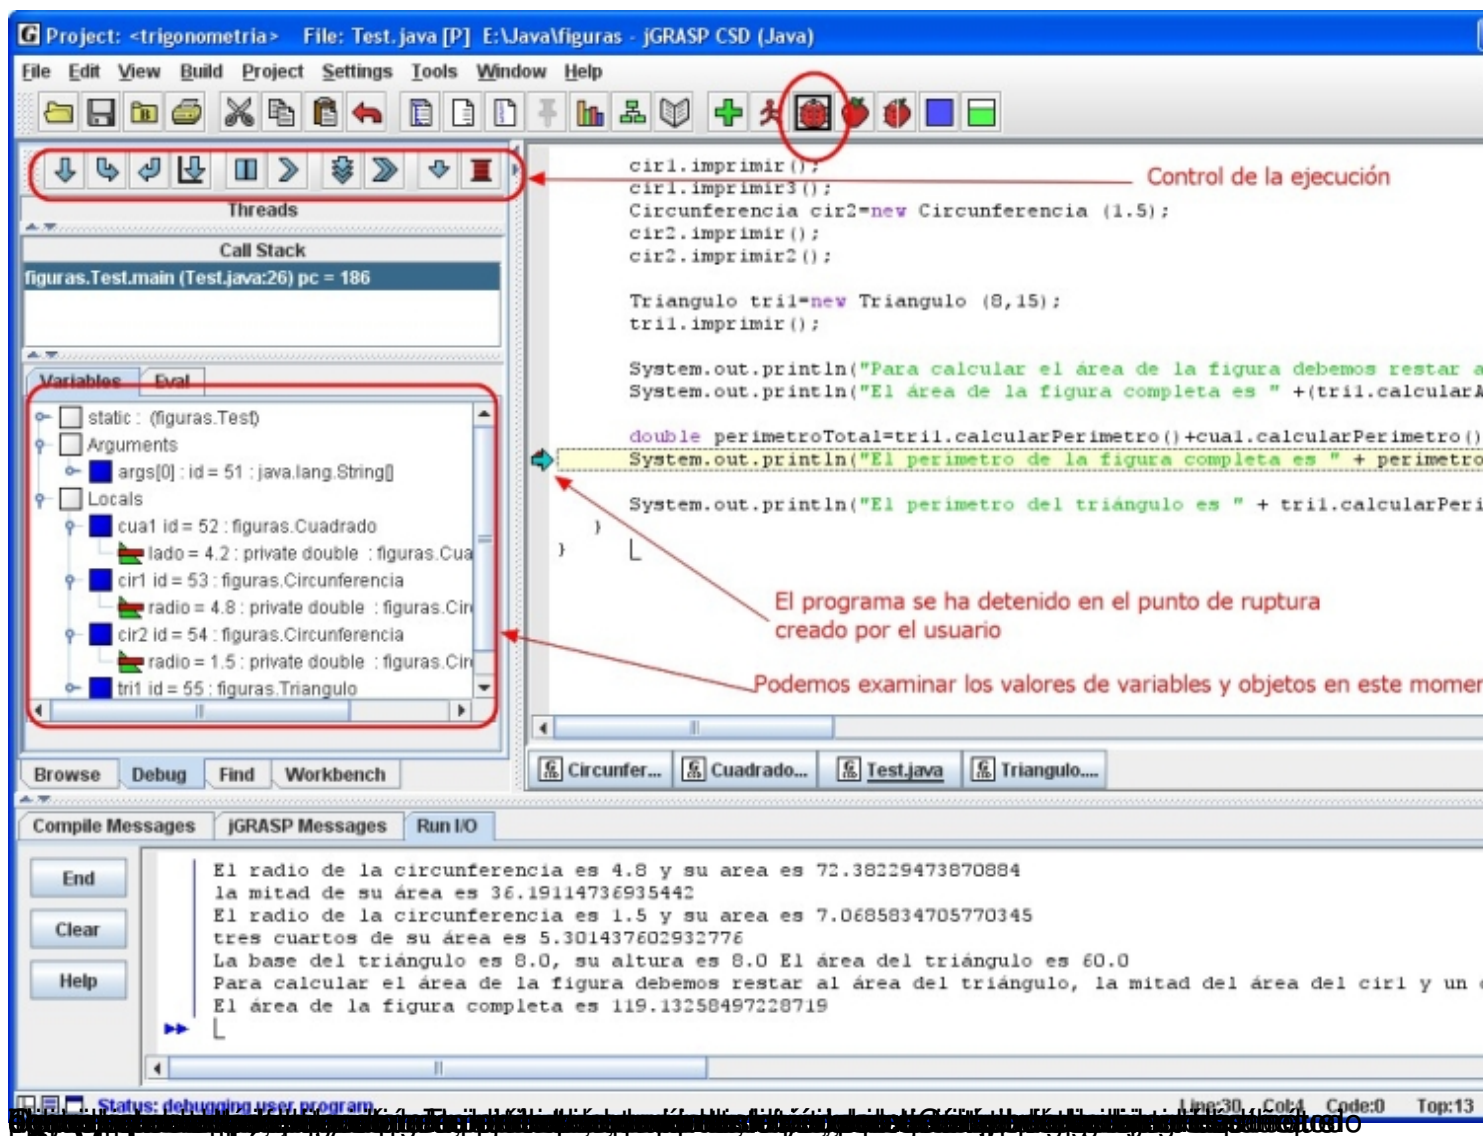 Project: <trigonometria> File: Test.java [P] E:\Java\figuras - jGRASP CSD (Java)
File Edit View Build Project Settings Tools Window Help
Control de la ejecución
Threads
Call Stack
figuras.Test.main (Test.java:26) pc = 186
Variables Eval
static : (figuras.Test)
Arguments
args[0] : id = 51 : java.lang.String[]
Locals
cua1 id = 52 : figuras.Cuadrado
lado = 4.2 : private double : figuras.Cua
cir1 id = 53 : figuras.Circunferencia
radio = 4.8 : private double : figuras.Cir
cir2 id = 54 : figuras.Circunferencia
radio = 1.5 : private double : figuras.Cir
tri1 id = 55 : figuras.Triangulo
Browse Debug Find Workbench
cir1.imprimir();
cir1.imprimir3();
Circunferencia cir2=new Circunferencia (1.5);
cir2.imprimir();
cir2.imprimir2();
Triangulo tri1=new Triangulo (8,15);
tri1.imprimir();
System.out.println("Para calcular el área de la figura debemos restar a
System.out.println("El área de la figura completa es " +(tri1.calcularA
double perimetroTotal=tri1.calcularPerimetro()+cua1.calcularPerimetro()
System.out.println("El perimetro de la figura completa es " + perimetro
System.out.println("El perimetro del triángulo es " + tri1.calcularPeri
}
}
El programa se ha detenido en el punto de ruptura
creado por el usuario
Podemos examinar los valores de variables y objetos en este momen
Circunfer... Cuadrado... Test.java Triangulo....
Compile Messages jGRASP Messages Run I/O
End
Clear
Help
El radio de la circunferencia es 4.8 y su area es 72.38229473870884
la mitad de su área es 36.19114736935442
El radio de la circunferencia es 1.5 y su area es 7.0685834705770345
tres cuartos de su área es 5.301437602932776
La base del triángulo es 8.0, su altura es 8.0 El área del triángulo es 60.0
Para calcular el área de la figura debemos restar al área del triángulo, la mitad del área del cir1 y un
El área de la figura completa es 119.13258497228719
Status: debugging user program
Line:30 Col:4 Code:0 Top:13